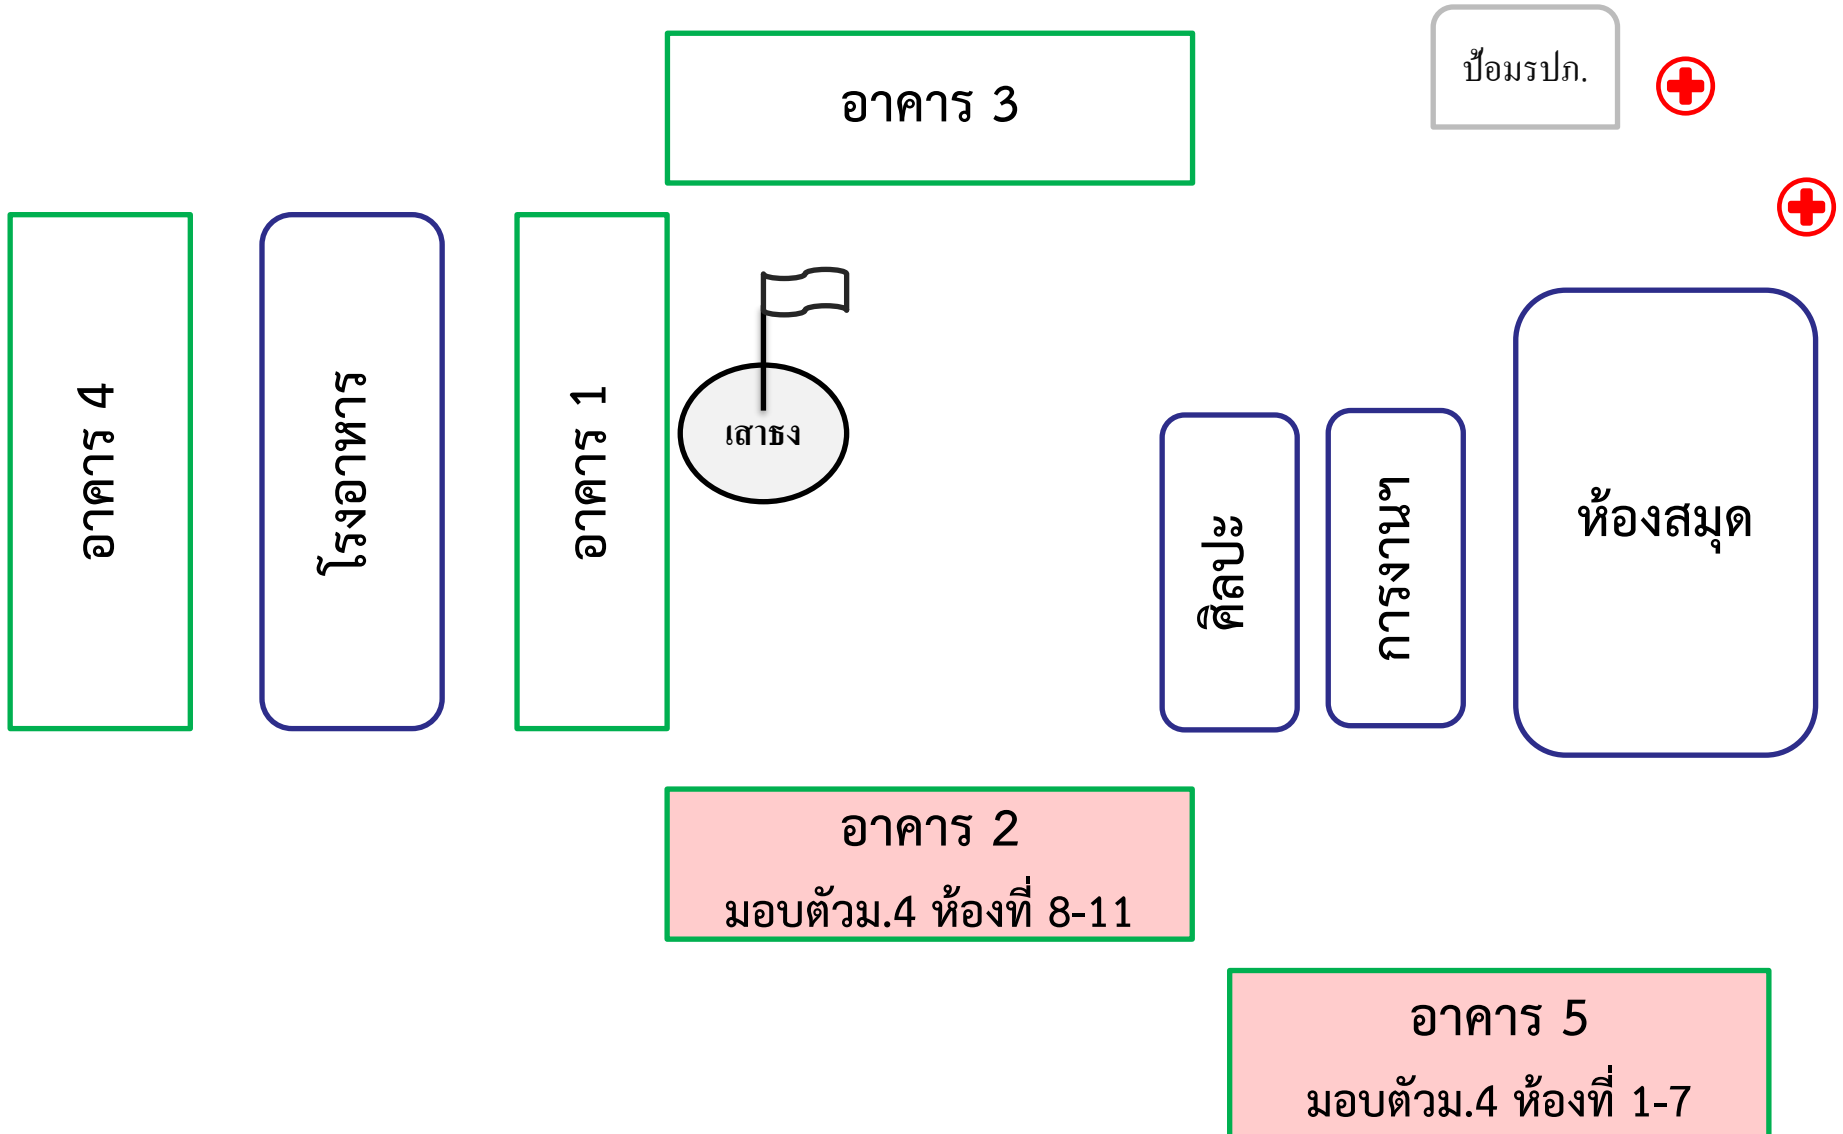 ป้อมรปภ.
อาคาร 3
อาคาร 4
โรงอาหาร
อาคาร 1
เสาธง
ศิลปะ
การงานฯ
ห้องสมุด
อาคาร 2
มอบตัวม.4 ห้องที่ 8-11
อาคาร 5
มอบตัวม.4 ห้องที่ 1-7